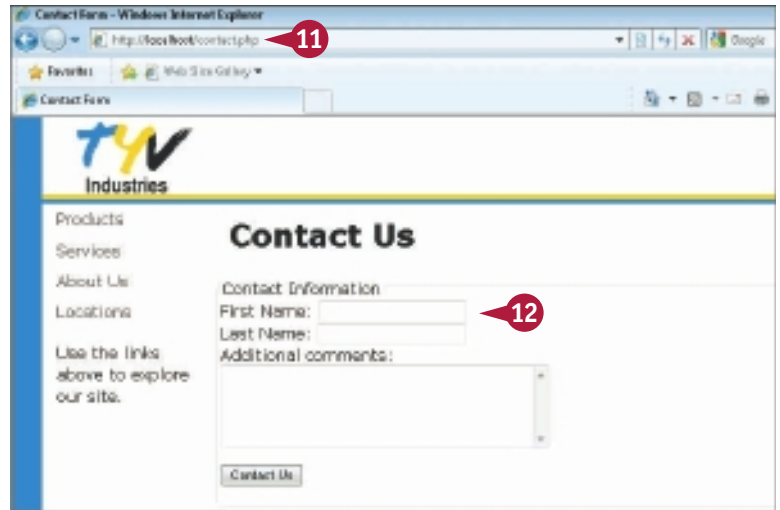 Contact Form - Windows Internet Explorer
http://localhost/contact.php
11
Google
Favorites Web Slice Gallery
Contact Form
TYV
Industries
Products
Services
About Us
Locations
Use the links
above to explore
our site.
Contact Us
Contact Information
First Name:
12
Last Name:
Additional comments:
Contact Us